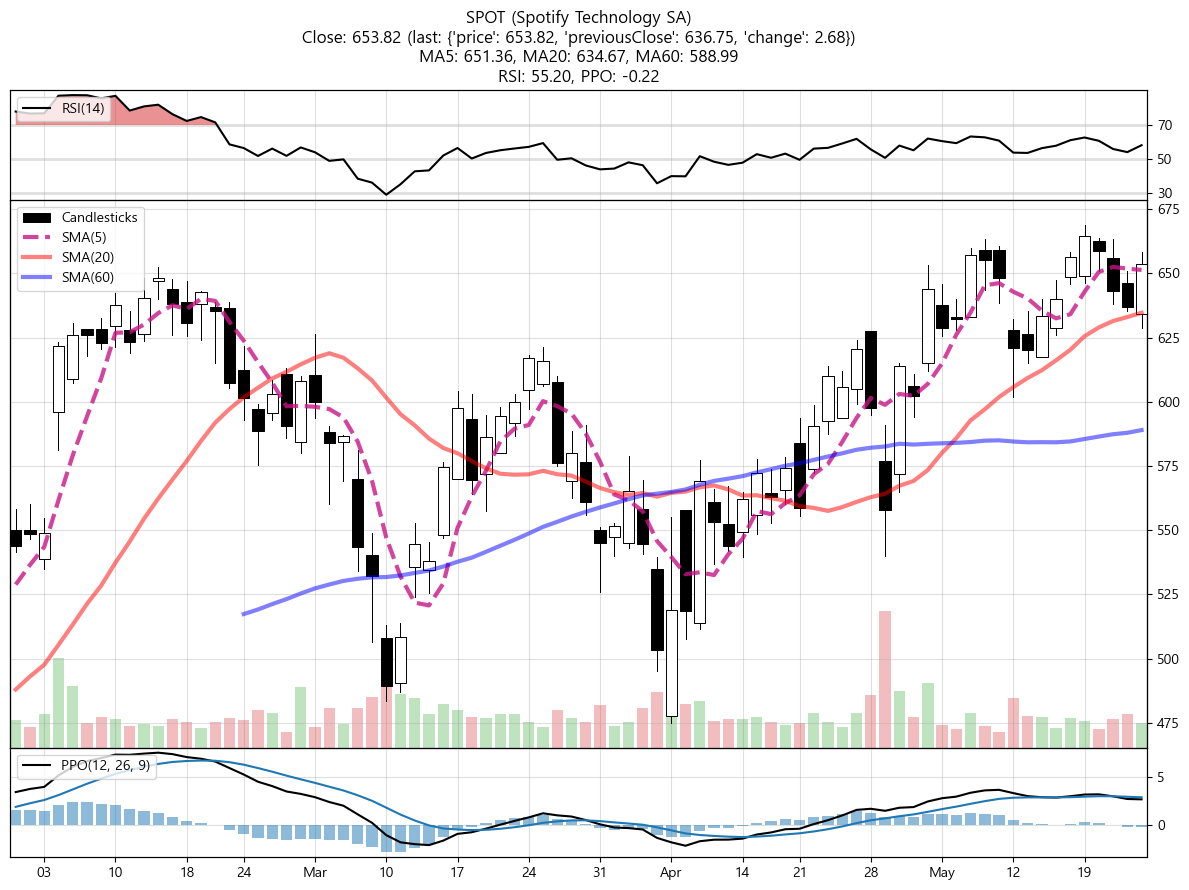 SPOT (Spotify Technology SA)
Close: 653.82 (last: {'price': 653.82, 'previousClose': 636.75, 'change': 2.68})
MA5: 651.36, MA20: 634.67, MA60: 588.99
RSI: 55.20, PPO: -0.22
RSI(14)
70
50
30
Candlesticks
SMA(5)
SMA(20)
SMA(60)
675
650
625
600
575
550
525
500
475
PPO(12, 26, 9)
5
0
03 10 18 24 Mar 10 17 24 31 Apr 14 21 28 May 12 19